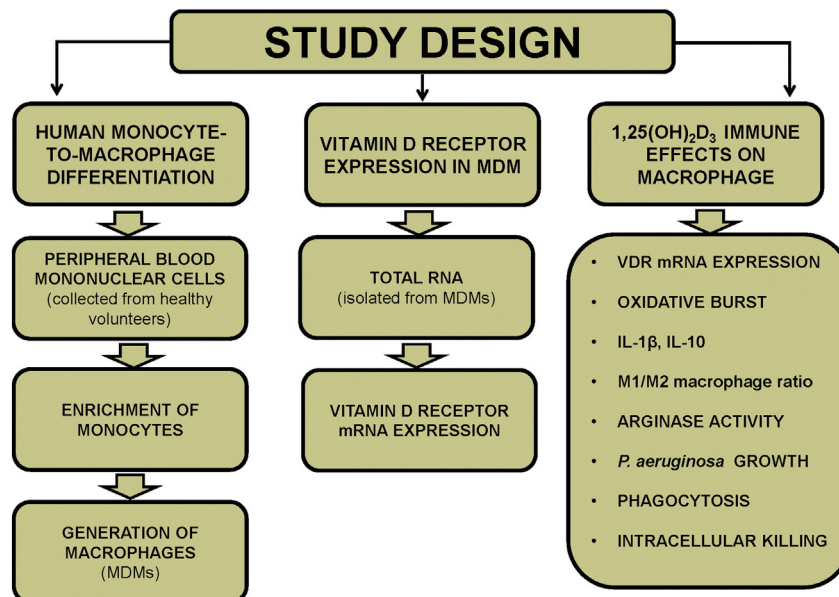 STUDY DESIGN
HUMAN MONOCYTE-
TO-MACROPHAGE
DIFFERENTIATION
PERIPHERAL BLOOD
MONONUCLEAR CELLS
(collected from healthy
volunteers)
ENRICHMENT OF
MONOCYTES
GENERATION OF
MACROPHAGES
(MDMs)
VITAMIN D RECEPTOR
EXPRESSION IN MDM
TOTAL RNA
(isolated from MDMs)
VITAMIN D RECEPTOR
mRNA EXPRESSION
1,25(OH)₂D₃ IMMUNE
EFFECTS ON
MACROPHAGE
• VDR mRNA EXPRESSION
• OXIDATIVE BURST
• IL-1β, IL-10
• M1/M2 macrophage ratio
• ARGINASE ACTIVITY
• P. aeruginosa GROWTH
• PHAGOCYTOSIS
• INTRACELLULAR KILLING